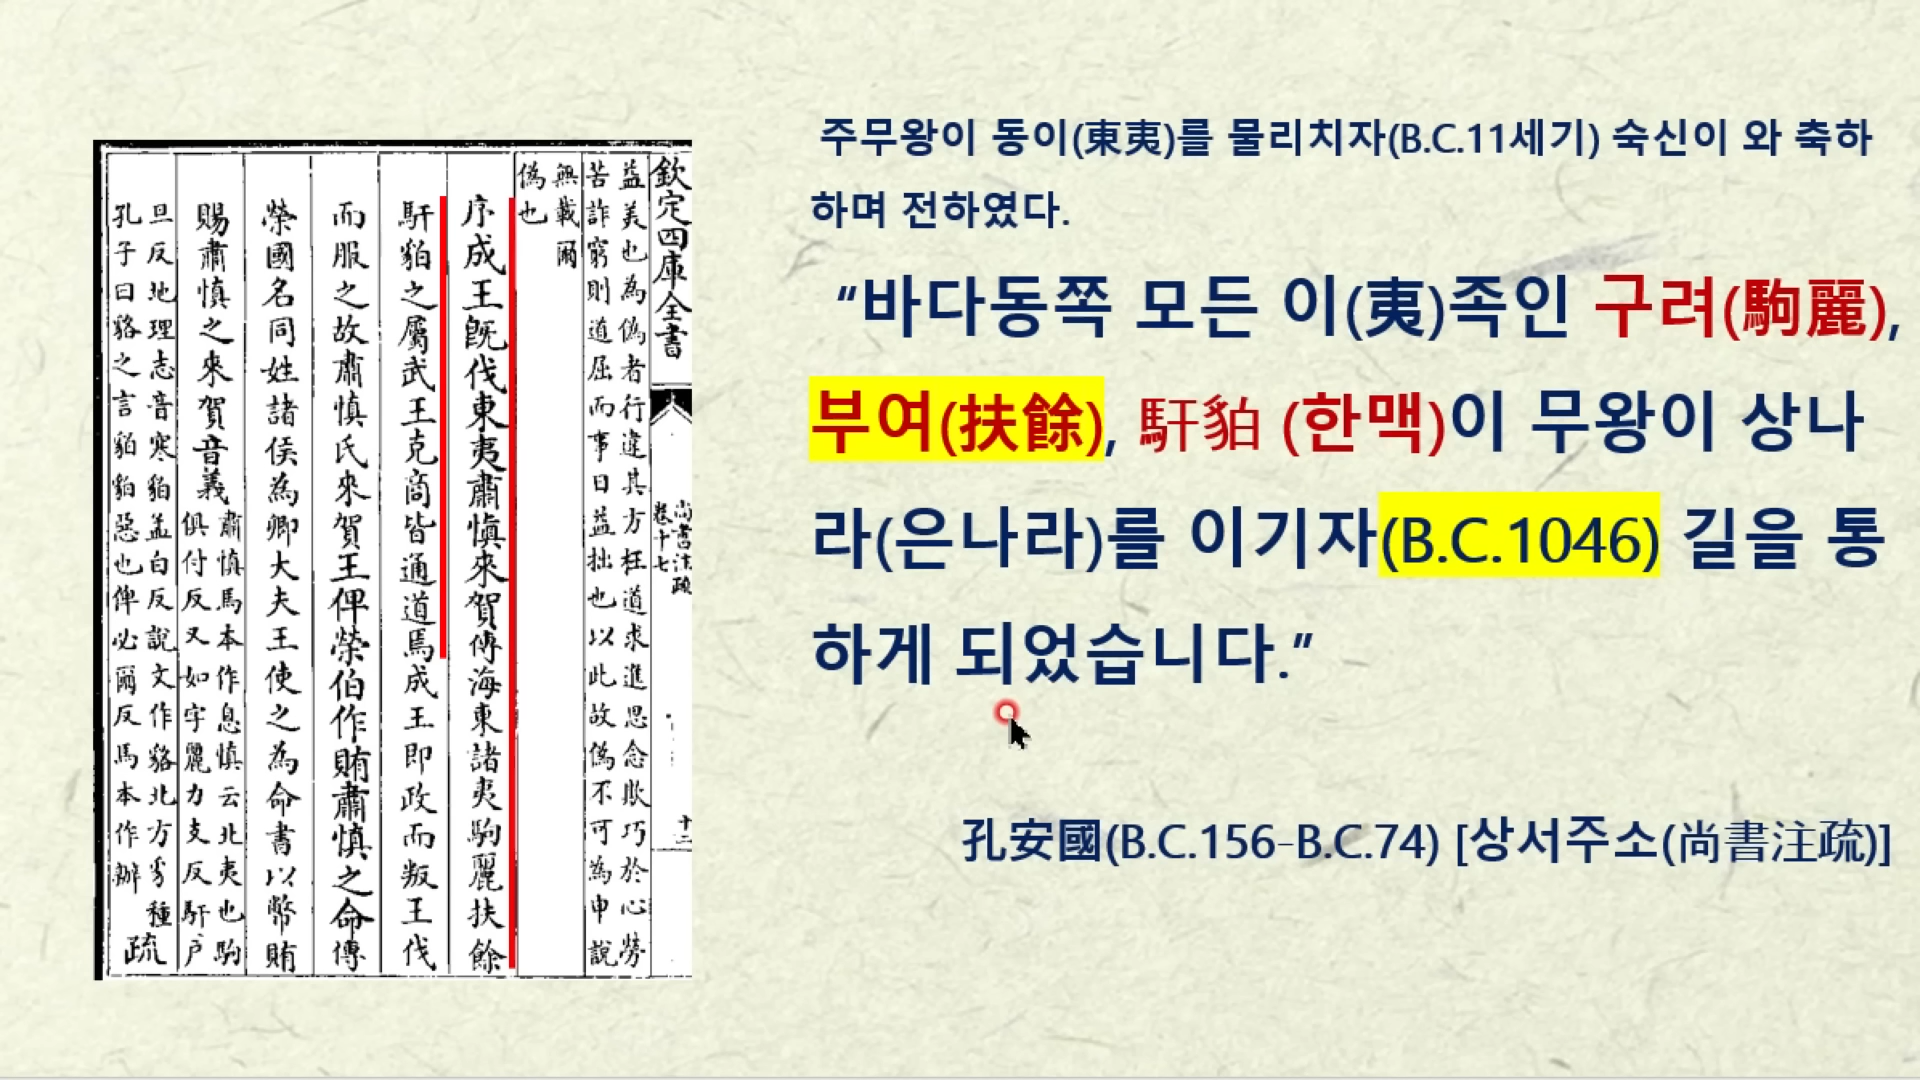 欽定四庫全書
尚書注疏
卷十七
十三
益美也為偽者行違其方枉道求進思念欺巧於心勞
苦詐窮則道屈而事日益拙也以此故偽不可為申說
無載爾
偽也
序成王既伐東夷肅慎來賀傳海東諸夷駒麗扶餘
馯貊之屬武王克商皆通道焉成王即政而叛王伐
而服之故肅慎氏來賀王俾榮伯作賄肅慎之命傳
榮國名同姓諸侯為卿大夫王使之為命書以幣賄
賜肅慎之來賀音義
肅慎馬本作息慎云北夷也駒
俱付反又如字麗力支反馯戶
旦反地理志音寒貊孟白反說文作貉北方豸種
孔子曰貉之言貊貊惡也俾必爾反馬本作辦
疏
주무왕이 동이(東夷)를 물리치자(B.C.11세기) 숙신이 와 축하
하며 전하였다.
“바다동쪽 모든 이(夷)족인 구려(駒麗),
부여(扶餘), 馯貊 (한맥)이 무왕이 상나
라(은나라)를 이기자(B.C.1046) 길을 통
하게 되었습니다.”
孔安國(B.C.156-B.C.74) [상서주소(尚書注疏)]